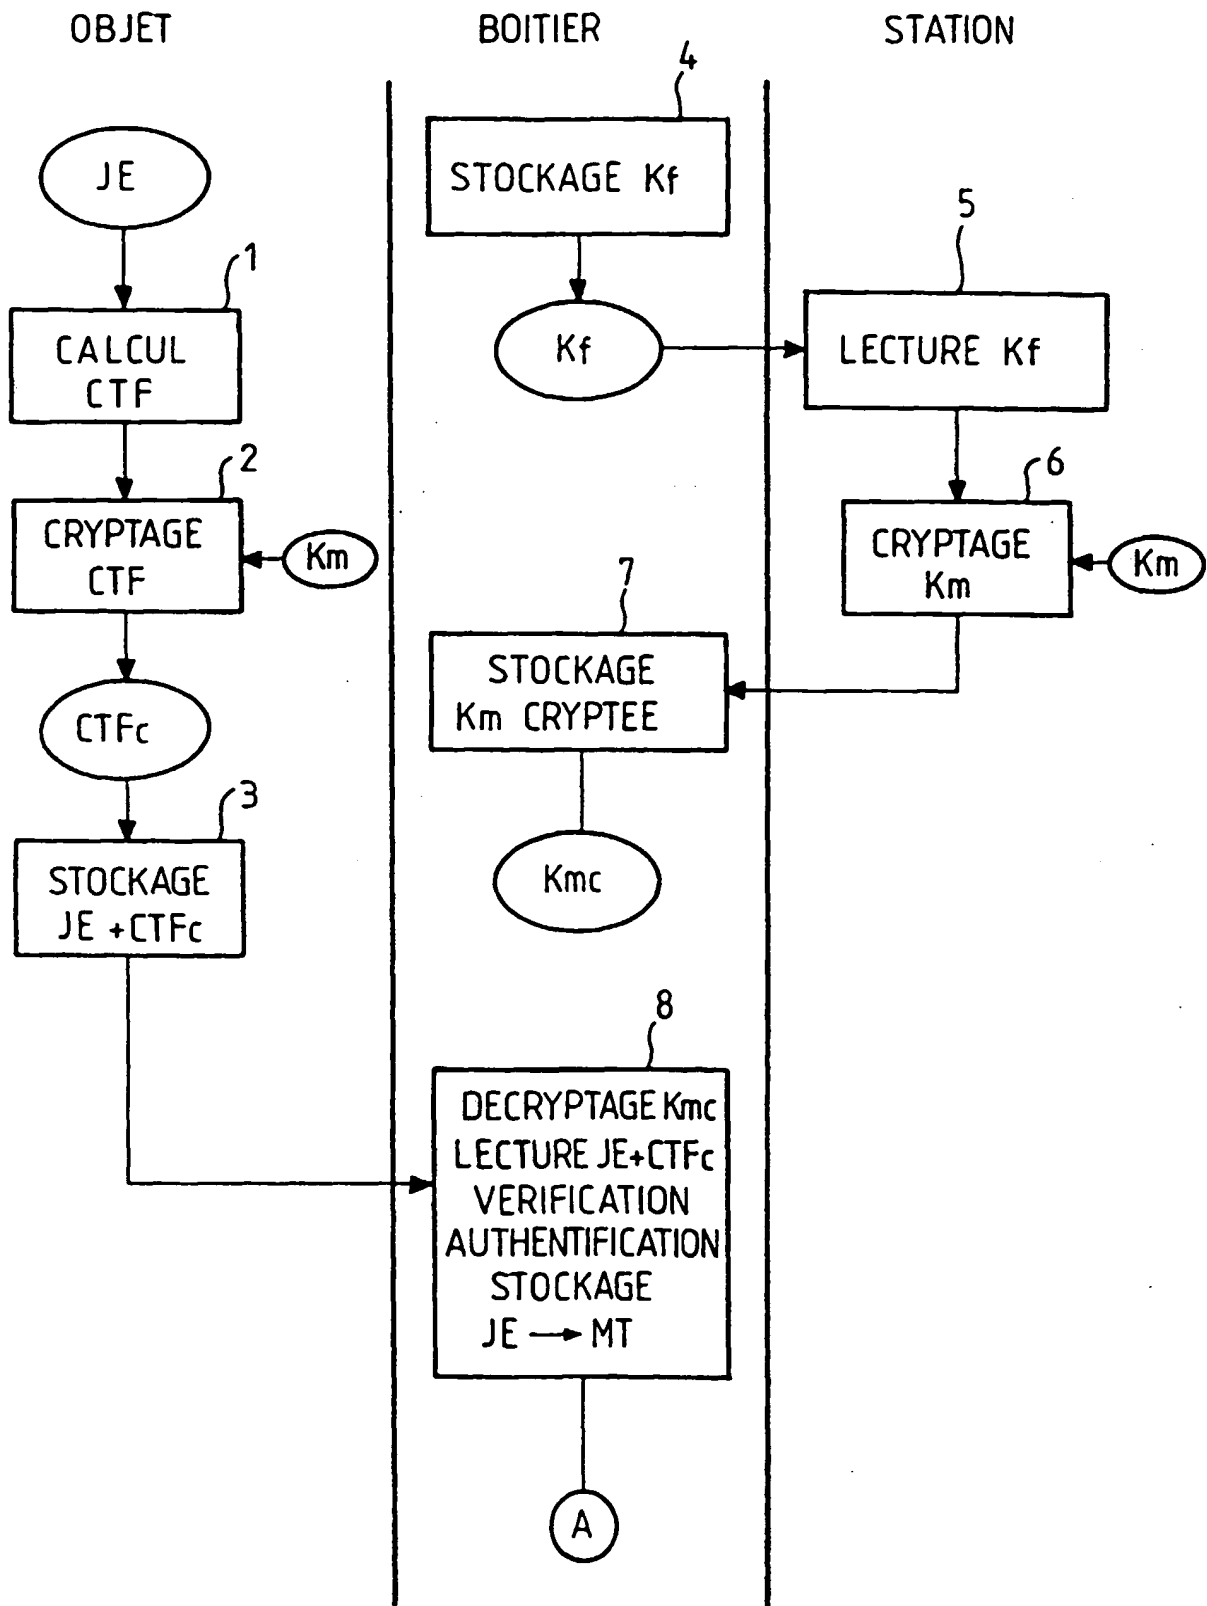 OBJET
BOITIER
STATION
JE
1
CALCUL
CTF
2
CRYPTAGE
CTF
Km
CTFc
3
STOCKAGE
JE +CTFc
4
STOCKAGE Kf
Kf
5
LECTURE Kf
6
CRYPTAGE
Km
Km
7
STOCKAGE
Km CRYPTEE
Kmc
8
DECRYPTAGE Kmc
LECTURE JE+CTFc
VERIFICATION
AUTHENTIFICATION
STOCKAGE
JE → MT
A